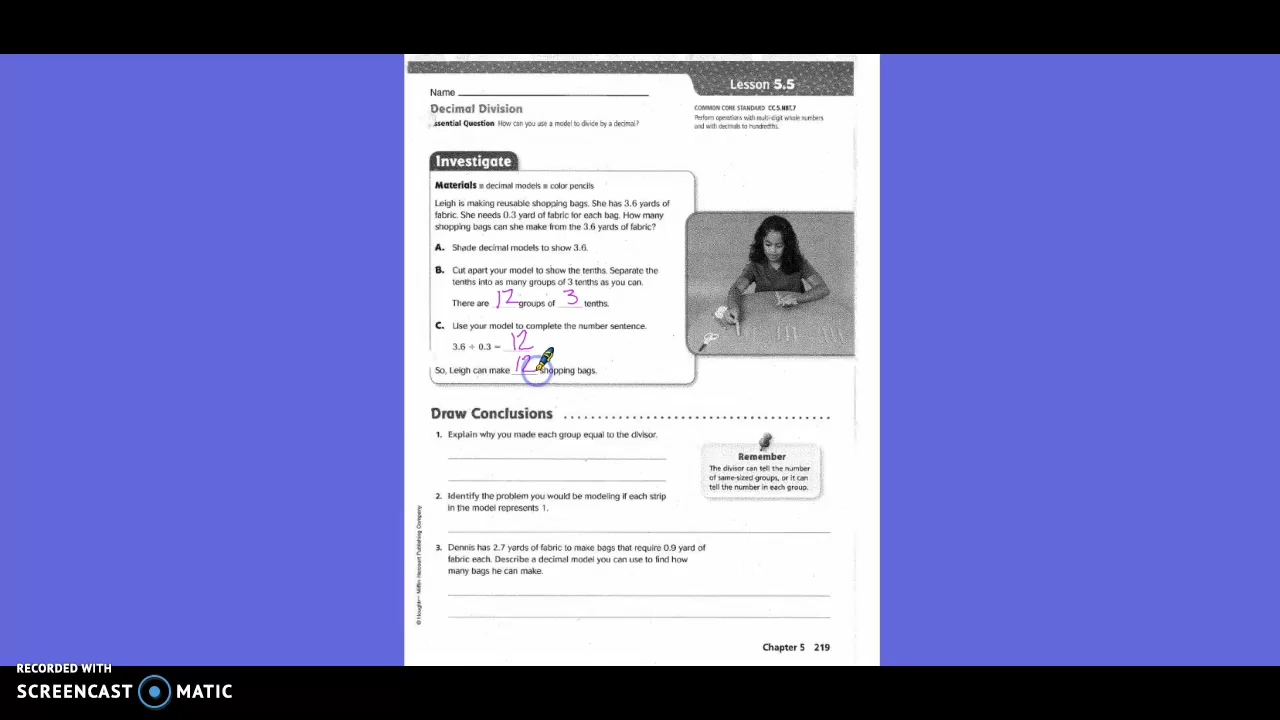 Lesson 5.5
Name
Decimal Division
COMMON CORE STANDARD CC.5.NBT.7
Perform operations with multi-digit whole numbers
and with decimals to hundredths.
Essential Question How can you use a model to divide by a decimal?
Investigate
Materials ■ decimal models ■ color pencils
Leigh is making reusable shopping bags. She has 3.6 yards of
fabric. She needs 0.3 yard of fabric for each bag. How many
shopping bags can she make from the 3.6 yards of fabric?
A. Shade decimal models to show 3.6.
B. Cut apart your model to show the tenths. Separate the
tenths into as many groups of 3 tenths as you can.
There are 12 groups of 3 tenths.
C. Use your model to complete the number sentence.
3.6 ÷ 0.3 = 12
So, Leigh can make 12 shopping bags.
Draw Conclusions
1. Explain why you made each group equal to the divisor.
Remember
The divisor can tell the number
of same-sized groups, or it can
tell the number in each group.
2. Identify the problem you would be modeling if each strip
in the model represents 1.
3. Dennis has 2.7 yards of fabric to make bags that require 0.9 yard of
fabric each. Describe a decimal model you can use to find how
many bags he can make.
© Houghton Mifflin Harcourt Publishing Company
Chapter 5 219
RECORDED WITH
SCREENCAST MATIC